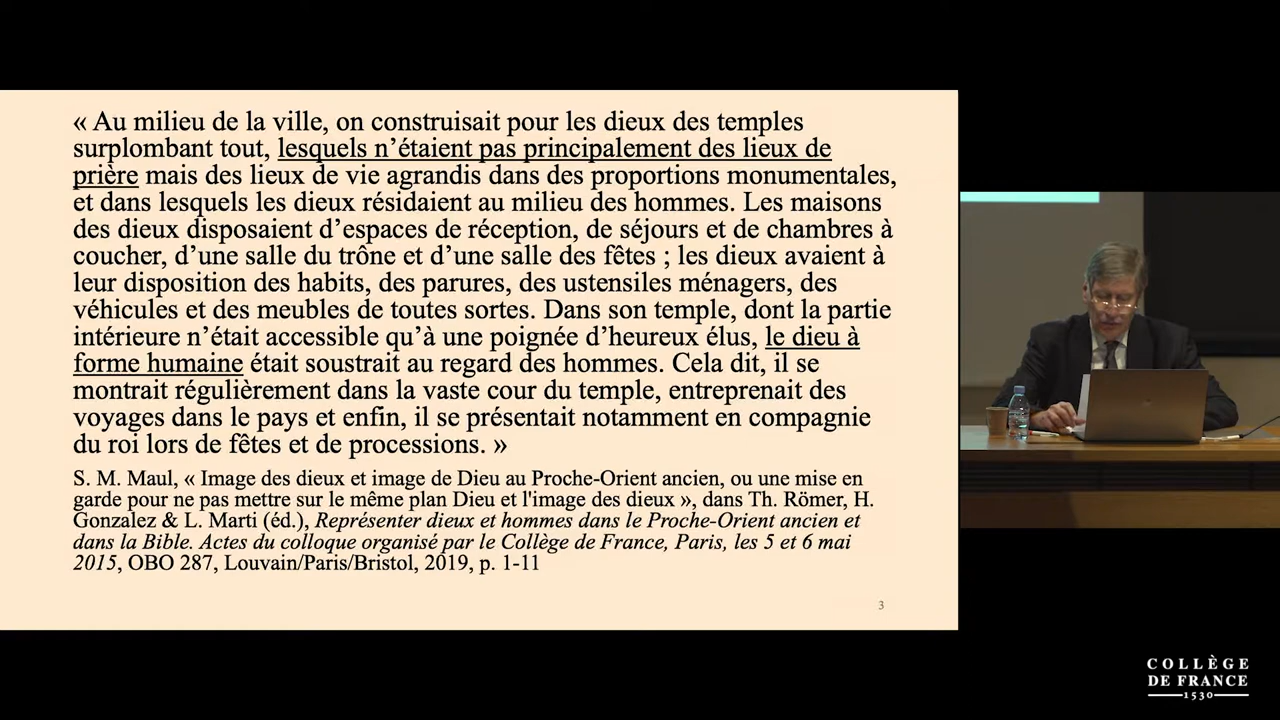 « Au milieu de la ville, on construisait pour les dieux des temples
surplombant tout, lesquels n’étaient pas principalement des lieux de
prière mais des lieux de vie agrandis dans des proportions monumentales,
et dans lesquels les dieux résidaient au milieu des hommes. Les maisons
des dieux disposaient d’espaces de réception, de séjours et de chambres à
coucher, d’une salle du trône et d’une salle des fêtes ; les dieux avaient à
leur disposition des habits, des parures, des ustensiles ménagers, des
véhicules et des meubles de toutes sortes. Dans son temple, dont la partie
intérieure n’était accessible qu’à une poignée d’heureux élus, le dieu à
forme humaine était soustrait au regard des hommes. Cela dit, il se
montrait régulièrement dans la vaste cour du temple, entreprenait des
voyages dans le pays et enfin, il se présentait notamment en compagnie
du roi lors de fêtes et de processions. »
S. M. Maul, « Image des dieux et image de Dieu au Proche-Orient ancien, ou une mise en
garde pour ne pas mettre sur le même plan Dieu et l'image des dieux », dans Th. Römer, H.
Gonzalez & L. Marti (éd.), Représenter dieux et hommes dans le Proche-Orient ancien et
dans la Bible. Actes du colloque organisé par le Collège de France, Paris, les 5 et 6 mai
2015, OBO 287, Louvain/Paris/Bristol, 2019, p. 1-11
3
COLLÈGE
DE FRANCE
1530